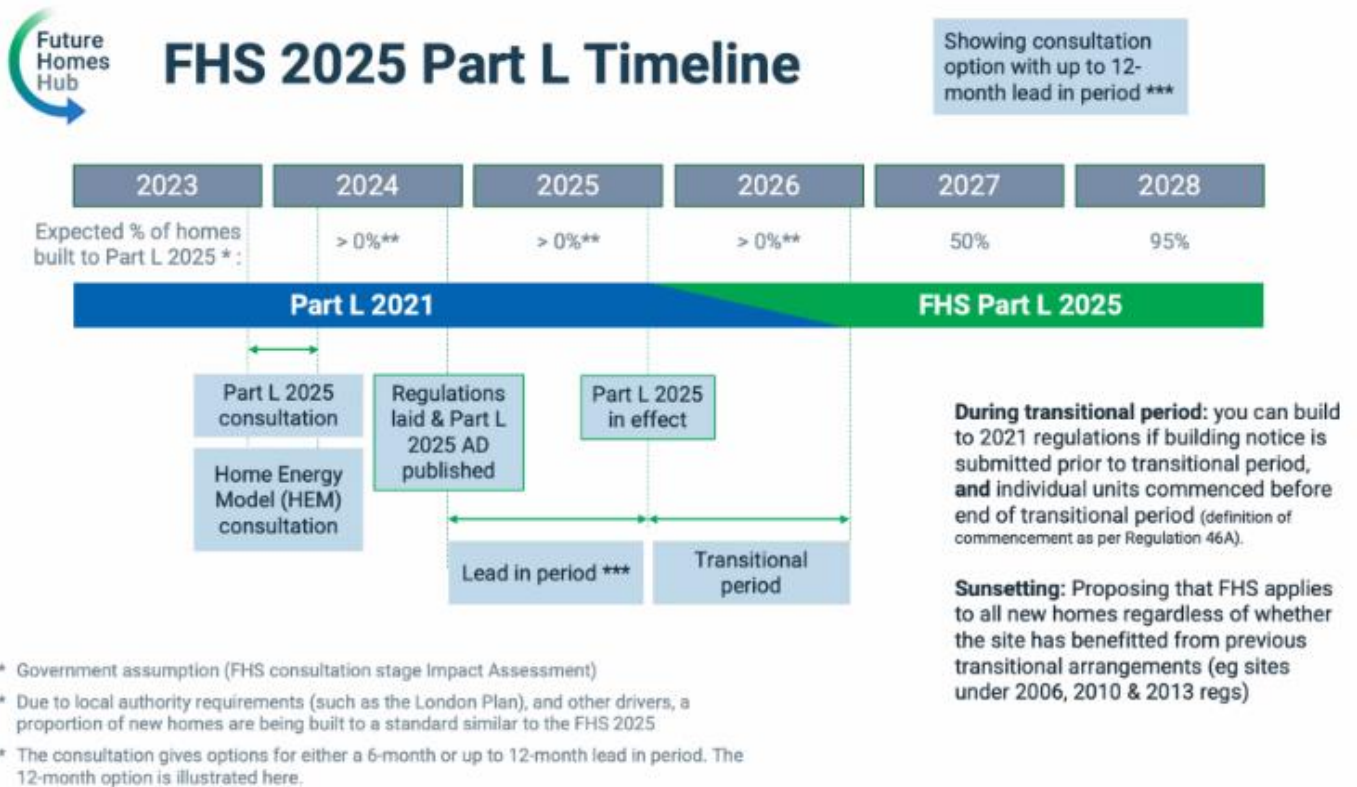 Future
Homes
Hub
FHS 2025 Part L Timeline
Showing consultation
option with up to 12-
month lead in period ***
2023 2024 2025 2026 2027 2028
Expected % of homes
built to Part L 2025 * :
> 0%** > 0%** > 0%** 50% 95%
Part L 2021 FHS Part L 2025
Part L 2025
consultation
Home Energy
Model (HEM)
consultation
Regulations
laid & Part L
2025 AD
published
Part L 2025
in effect
Lead in period ***
Transitional
period
During transitional period: you can build
to 2021 regulations if building notice is
submitted prior to transitional period,
and individual units commenced before
end of transitional period (definition of
commencement as per Regulation 46A).
Sunsetting: Proposing that FHS applies
to all new homes regardless of whether
the site has benefitted from previous
transitional arrangements (eg sites
under 2006, 2010 & 2013 regs)
* Government assumption (FHS consultation stage Impact Assessment)
* Due to local authority requirements (such as the London Plan), and other drivers, a
proportion of new homes are being built to a standard similar to the FHS 2025
* The consultation gives options for either a 6-month or up to 12-month lead in period. The
12-month option is illustrated here.